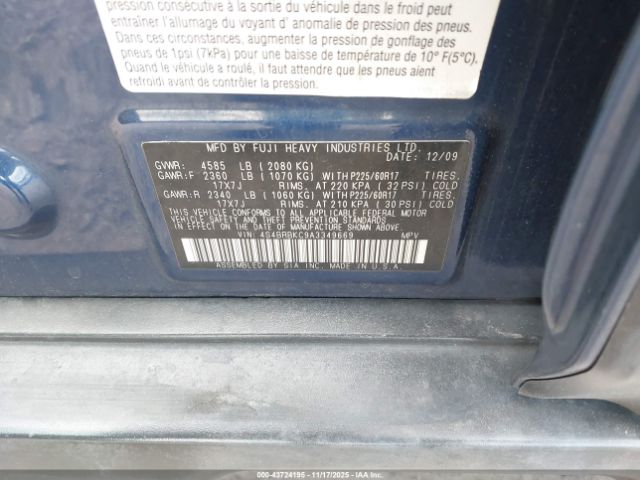 pression consécutive à sortie du véhicule dans le froid peut
entraîner l'allumage du voyant d' anomalie de pression des pneus.
Dans ces circonstances, augmenter la pression de gonflage des
pneus de 1psi (7kPa) pour une baisse de température de 10° F(5°C).
Quand le véhicule a roulé, il faut attendre que les pneus aient
refroidi avant de contrôler la pression.
MFD BY FUJI HEAVY INDUSTRIES LTD.
DATE: 12/09
GVWR: 4585 LB (2080 KG)
GAWR:F 2360 LB (1070 KG) WITH P225/60R17 TIRES.
17X7J RIMS. AT 220 KPA (32 PSI) COLD
GAWR:R 2340 LB (1060 KG) WITH P225/60R17 TIRES.
17X7J RIMS. AT 210 KPA (30 PSI) COLD
THIS VEHICLE CONFORMS TO ALL APPLICABLE FEDERAL MOTOR
VEHICLE SAFETY AND THEFT PREVENTION STANDARDS
IN EFFECT ON THE DATE OF MANUFACTURE SHOWN ABOVE.
VIN: 4S4BRBKC9A3349669 MPV
ASSEMBLED BY SIA INC. MADE IN U.S.A.
000-43724195 - 11/17/2025 - IAAI.CA